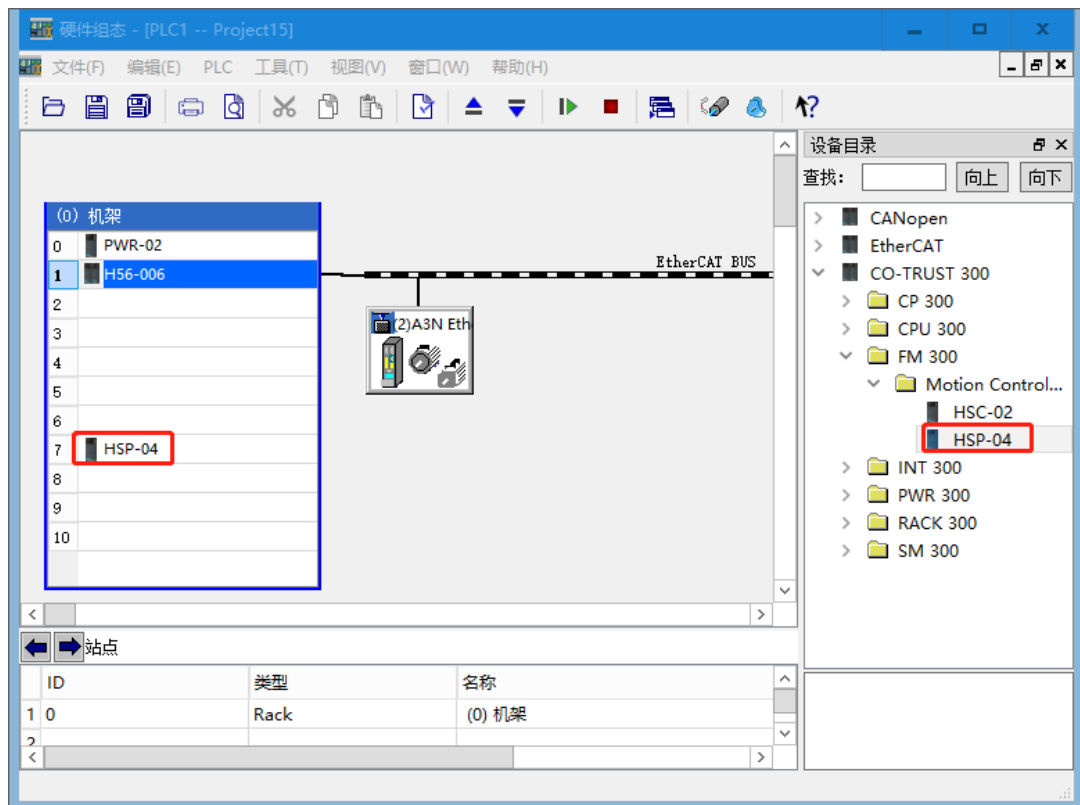 硬件组态 - [PLC1 -- Project15]
文件(F) 编辑(E) PLC 工具(T) 视图(V) 窗口(W) 帮助(H)
设备目录
查找: 向上 向下
(0) 机架
0 PWR-02
1 H56-006
2
3
4
5
6
7 HSP-04
8
9
10
EtherCAT BUS
(2)A3N Eth
CANopen
EtherCAT
CO-TRUST 300
CP 300
CPU 300
FM 300
Motion Control...
HSC-02
HSP-04
INT 300
PWR 300
RACK 300
SM 300
站点
ID 类型 名称
1 0 Rack (0) 机架
2